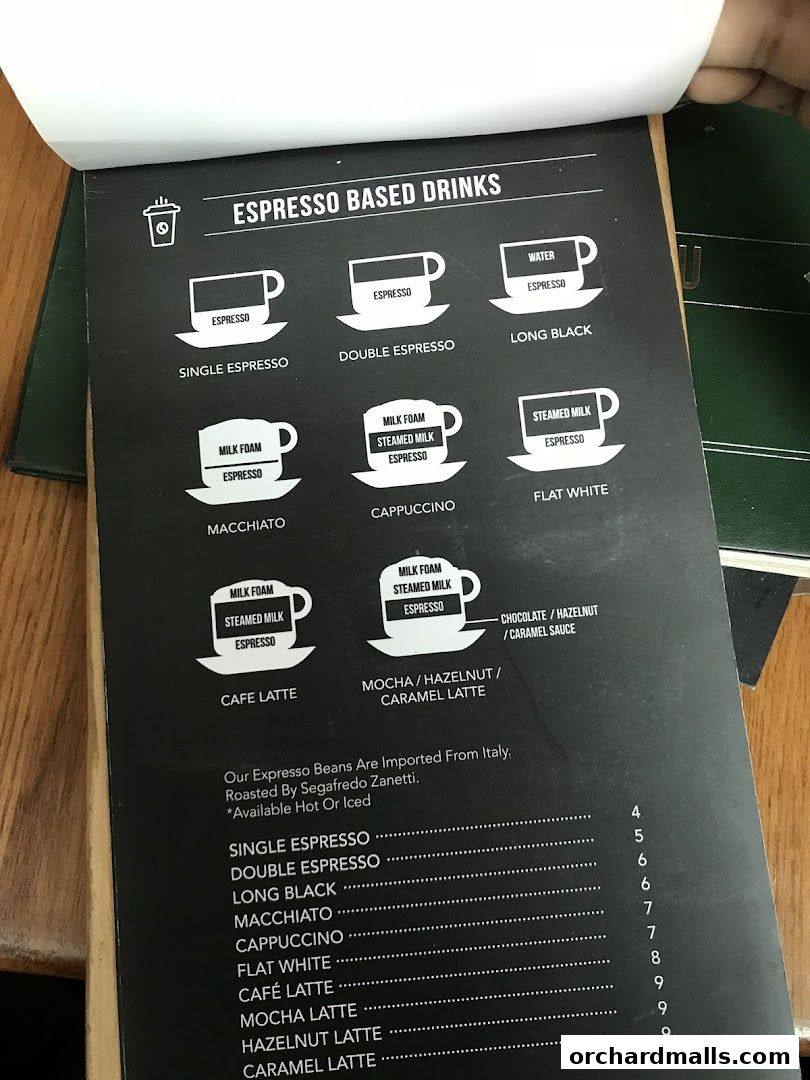 ESPRESSO BASED DRINKS
ESPRESSO
SINGLE ESPRESSO
ESPRESSO
DOUBLE ESPRESSO
WATER
ESPRESSO
LONG BLACK
MILK FOAM
ESPRESSO
MACCHIATO
MILK FOAM
STEAMED MILK
ESPRESSO
CAPPUCCINO
STEAMED MILK
ESPRESSO
FLAT WHITE
MILK FOAM
STEAMED MILK
ESPRESSO
CAFE LATTE
MILK FOAM
STEAMED MILK
ESPRESSO
CHOCOLATE / HAZELNUT
/ CARAMEL SAUCE
MOCHA / HAZELNUT /
CARAMEL LATTE
Our Expresso Beans Are Imported From Italy.
Roasted By Segafredo Zanetti.
*Available Hot Or Iced
SINGLE ESPRESSO 4
DOUBLE ESPRESSO 5
LONG BLACK 6
MACCHIATO 6
CAPPUCCINO 7
FLAT WHITE 7
CAFÉ LATTE 8
MOCHA LATTE 9
HAZELNUT LATTE 9
CARAMEL LATTE 9
orchardmalls.com